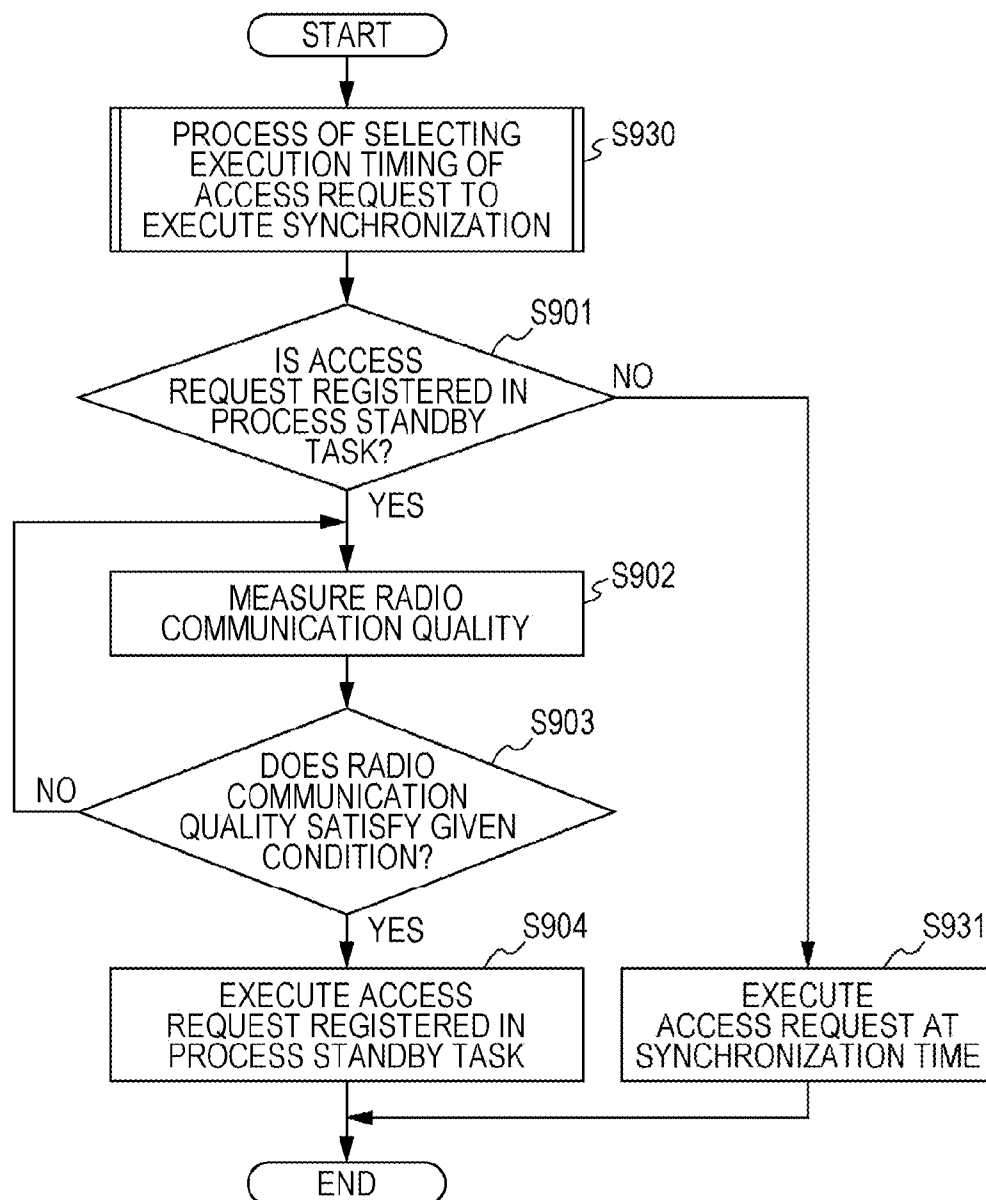 START
PROCESS OF SELECTING
EXECUTION TIMING OF
ACCESS REQUEST TO
EXECUTE SYNCHRONIZATION
S930
S901
IS ACCESS
REQUEST REGISTERED IN
PROCESS STANDBY
TASK?
NO
YES
S902
MEASURE RADIO
COMMUNICATION QUALITY
S903
DOES RADIO
COMMUNICATION
QUALITY SATISFY GIVEN
CONDITION?
NO
YES
S904
EXECUTE ACCESS
REQUEST REGISTERED IN
PROCESS STANDBY TASK
S931
EXECUTE
ACCESS REQUEST AT
SYNCHRONIZATION TIME
END